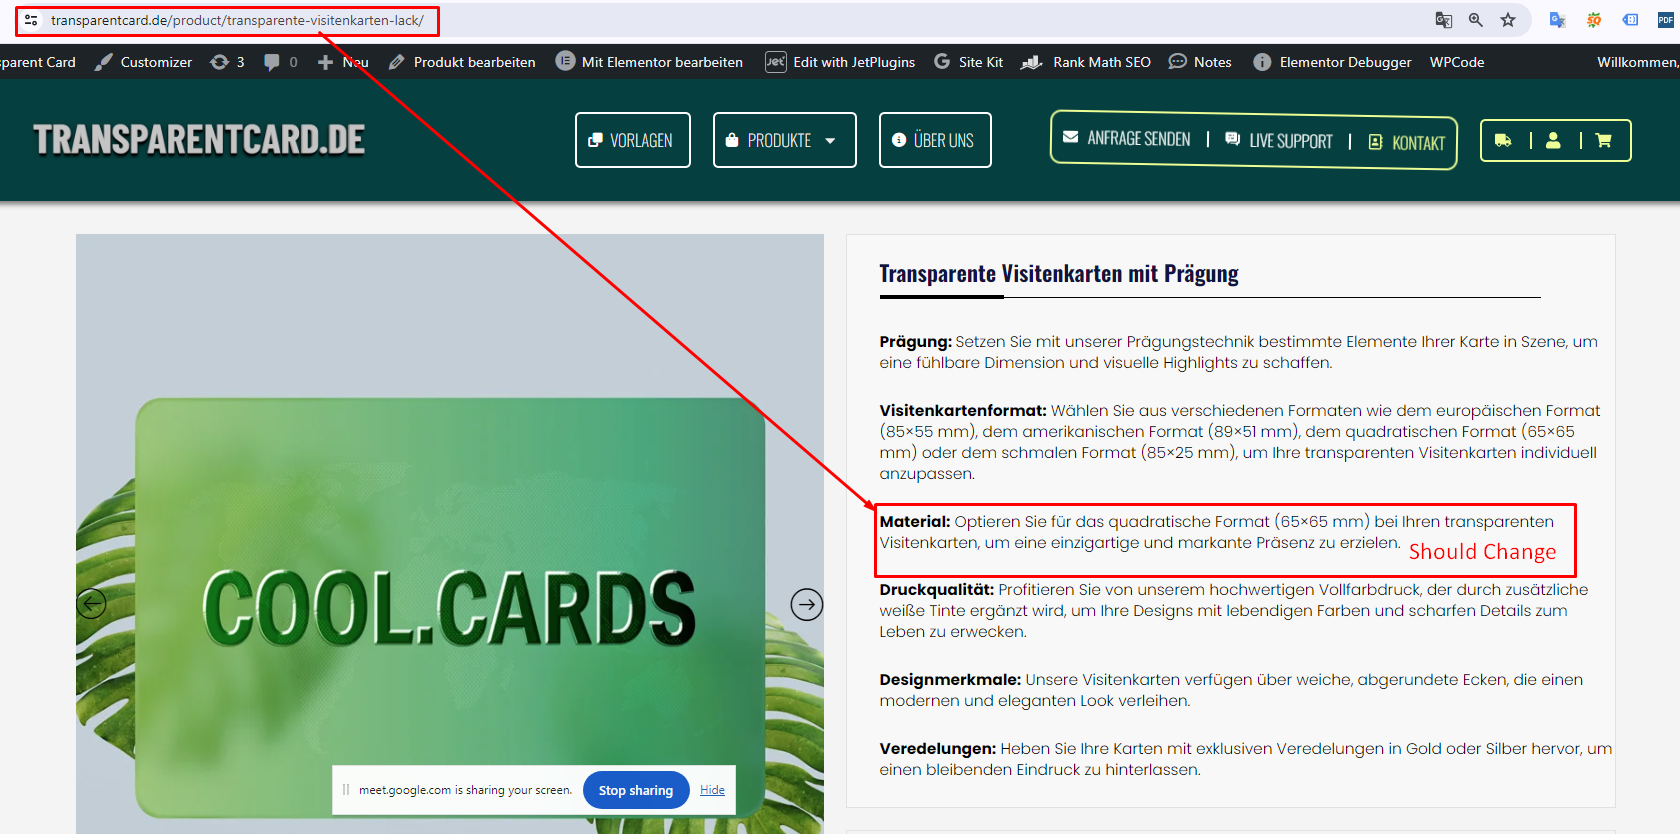 transparentcard.de/product/transparente-visitenkarten-lack/
parent Card Customizer 3 0 Neu Produkt bearbeiten Mit Elementor bearbeiten Edit with JetPlugins Site Kit Rank Math SEO Notes Elementor Debugger WPCode Willkommen,
TRANSPARENTCARD.DE
VORLAGEN PRODUKTE ÜBER UNS
ANFRAGE SENDEN | LIVE SUPPORT | KONTAKT
Transparente Visitenkarten mit Prägung
Prägung: Setzen Sie mit unserer Prägungstechnik bestimmte Elemente Ihrer Karte in Szene, um
eine fühlbare Dimension und visuelle Highlights zu schaffen.
Visitenkartenformat: Wählen Sie aus verschiedenen Formaten wie dem europäischen Format
(85×55 mm), dem amerikanischen Format (89×51 mm), dem quadratischen Format (65×65
mm) oder dem schmalen Format (85×25 mm), um Ihre transparenten Visitenkarten individuell
anzupassen.
Material: Optieren Sie für das quadratische Format (65×65 mm) bei Ihren transparenten
Visitenkarten, um eine einzigartige und markante Präsenz zu erzielen.
Should Change
Druckqualität: Profitieren Sie von unserem hochwertigen Vollfarbdruck, der durch zusätzliche
weiße Tinte ergänzt wird, um Ihre Designs mit lebendigen Farben und scharfen Details zum
Leben zu erwecken.
Designmerkmale: Unsere Visitenkarten verfügen über weiche, abgerundete Ecken, die einen
modernen und eleganten Look verleihen.
Veredelungen: Heben Sie Ihre Karten mit exklusiven Veredelungen in Gold oder Silber hervor, um
einen bleibenden Eindruck zu hinterlassen.
COOL.CARDS
meet.google.com is sharing your screen. Stop sharing Hide
PDF